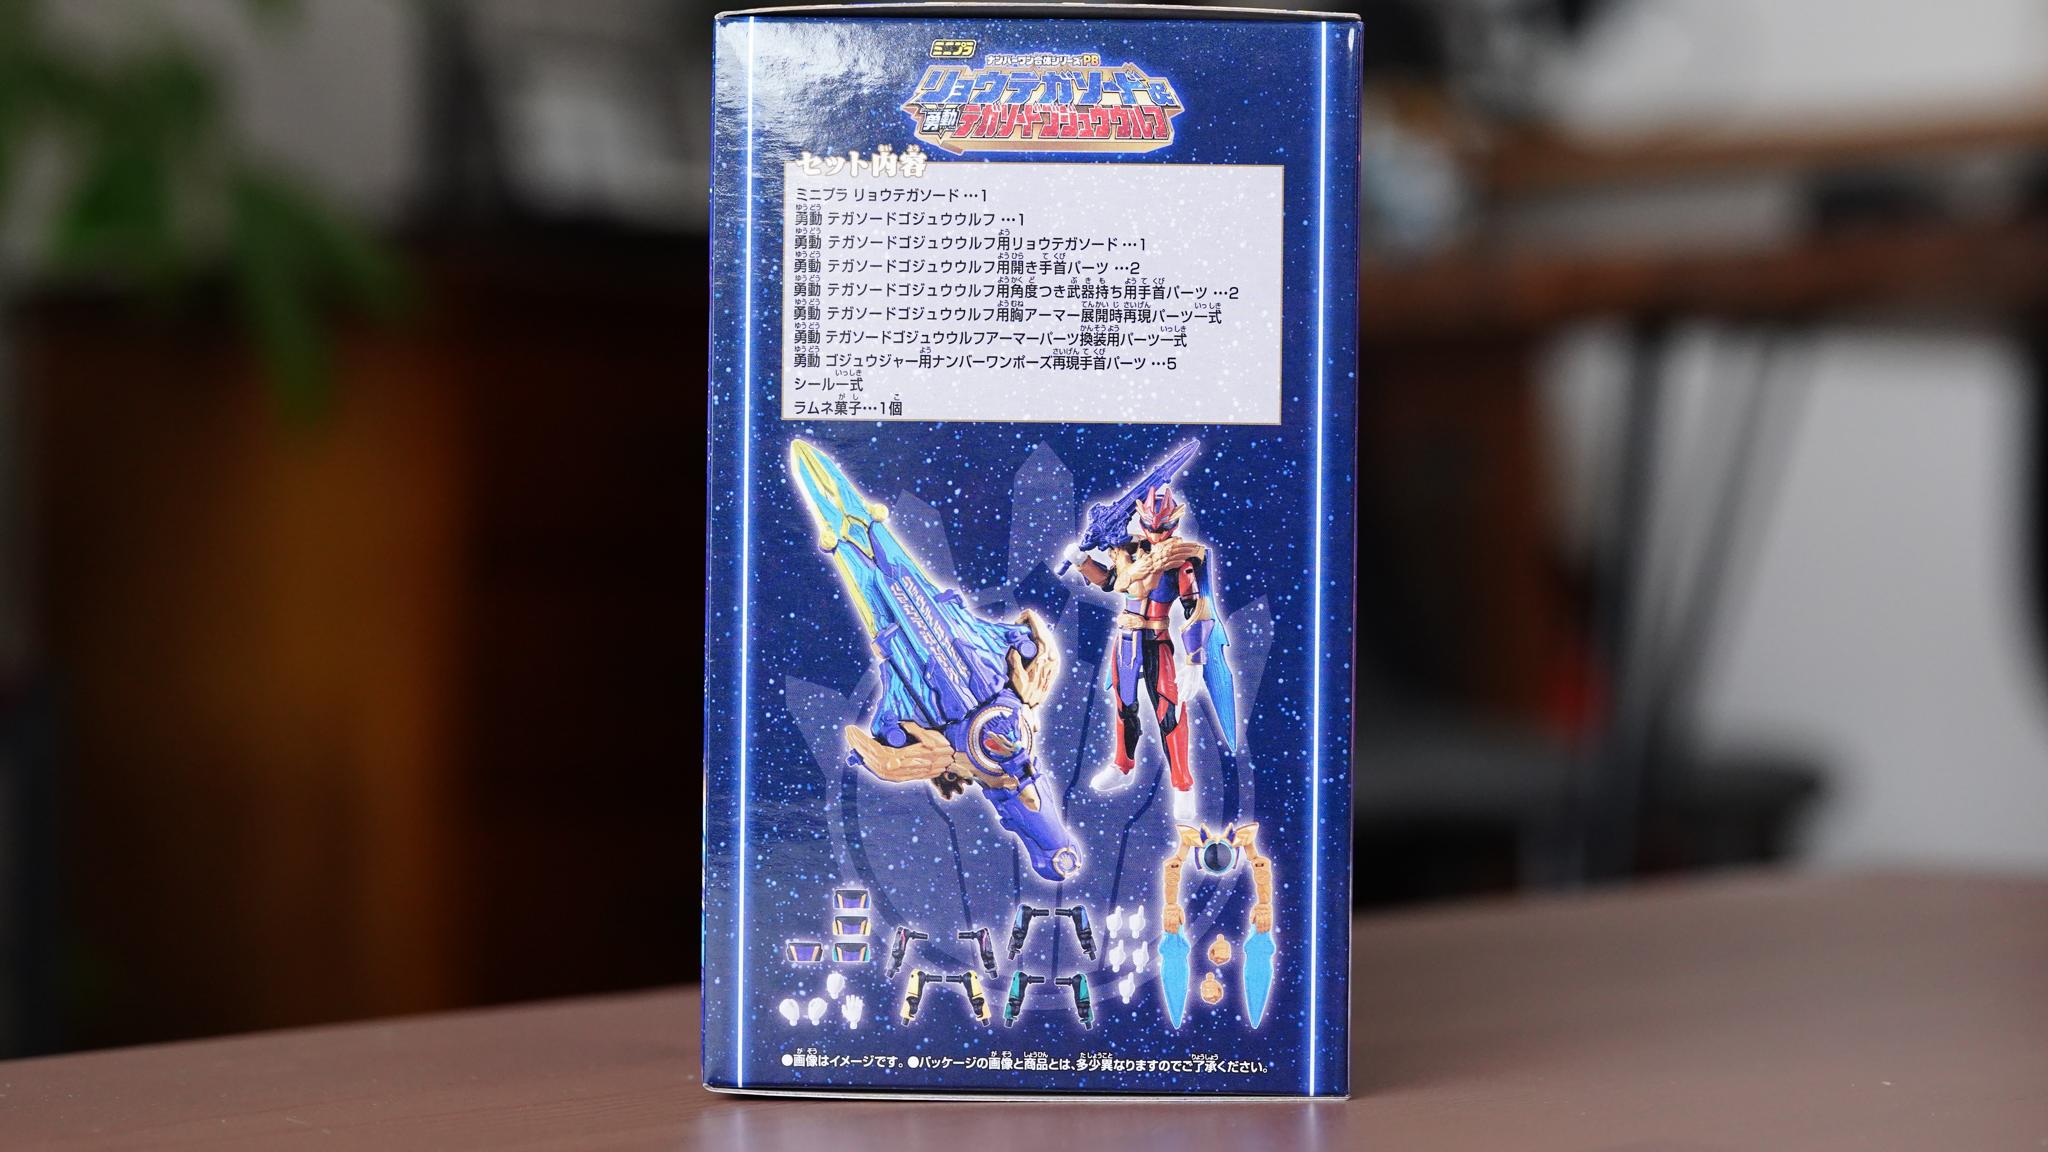 ミニプラ
ナンバーワン合体シリーズPB
リョウテガソード&
勇動 テガソードゴジュウウルフ
セット内容
ミニプラ リョウテガソード …1
勇動 テガソードゴジュウウルフ …1
勇動 テガソードゴジュウウルフ用リョウテガソード …1
勇動 テガソードゴジュウウルフ用開き手首パーツ …2
勇動 テガソードゴジュウウルフ用角度つき武器持ち用手首パーツ …2
勇動 テガソードゴジュウウルフ用胸アーマー展開時再現パーツ一式
勇動 テガソードゴジュウウルフアーマーパーツ換装用パーツ一式
勇動 ゴジュウジャー用ナンバーワンポーズ再現手首パーツ …5
シール一式
ラムネ菓子…1個
●画像はイメージです。●パッケージの画像と商品とは、多少異なりますのでご了承ください。